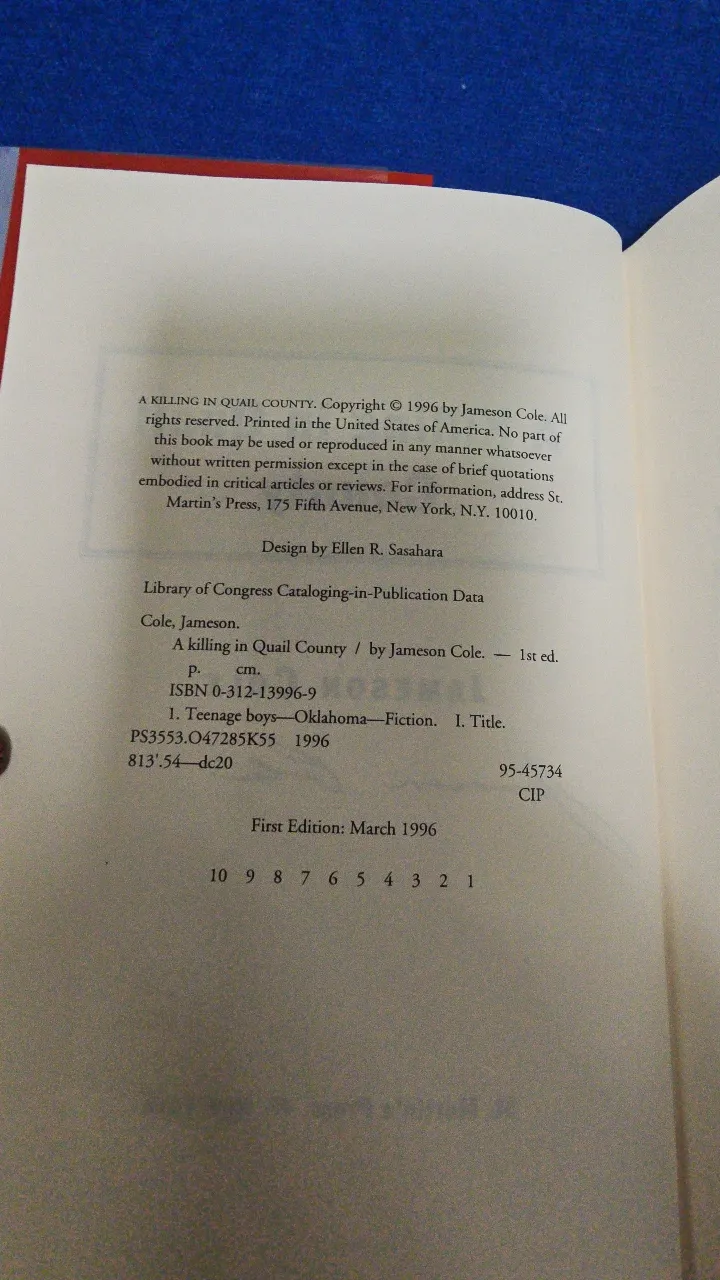 A KILLING IN QUAIL COUNTY. Copyright © 1996 by Jameson Cole. All
rights reserved. Printed in the United States of America. No part of
this book may be used or reproduced in any manner whatsoever
without written permission except in the case of brief quotations
embodied in critical articles or reviews. For information, address St.
Martin's Press, 175 Fifth Avenue, New York, N.Y. 10010.
Design by Ellen R. Sasahara
Library of Congress Cataloging-in-Publication Data
Cole, Jameson.
A killing in Quail County / by Jameson Cole. — 1st ed.
p. cm.
ISBN 0-312-13996-9
1. Teenage boys—Oklahoma—Fiction. I. Title.
PS3553.O47285K55 1996
813'.54—dc20 95-45734
CIP
First Edition: March 1996
10 9 8 7 6 5 4 3 2 1